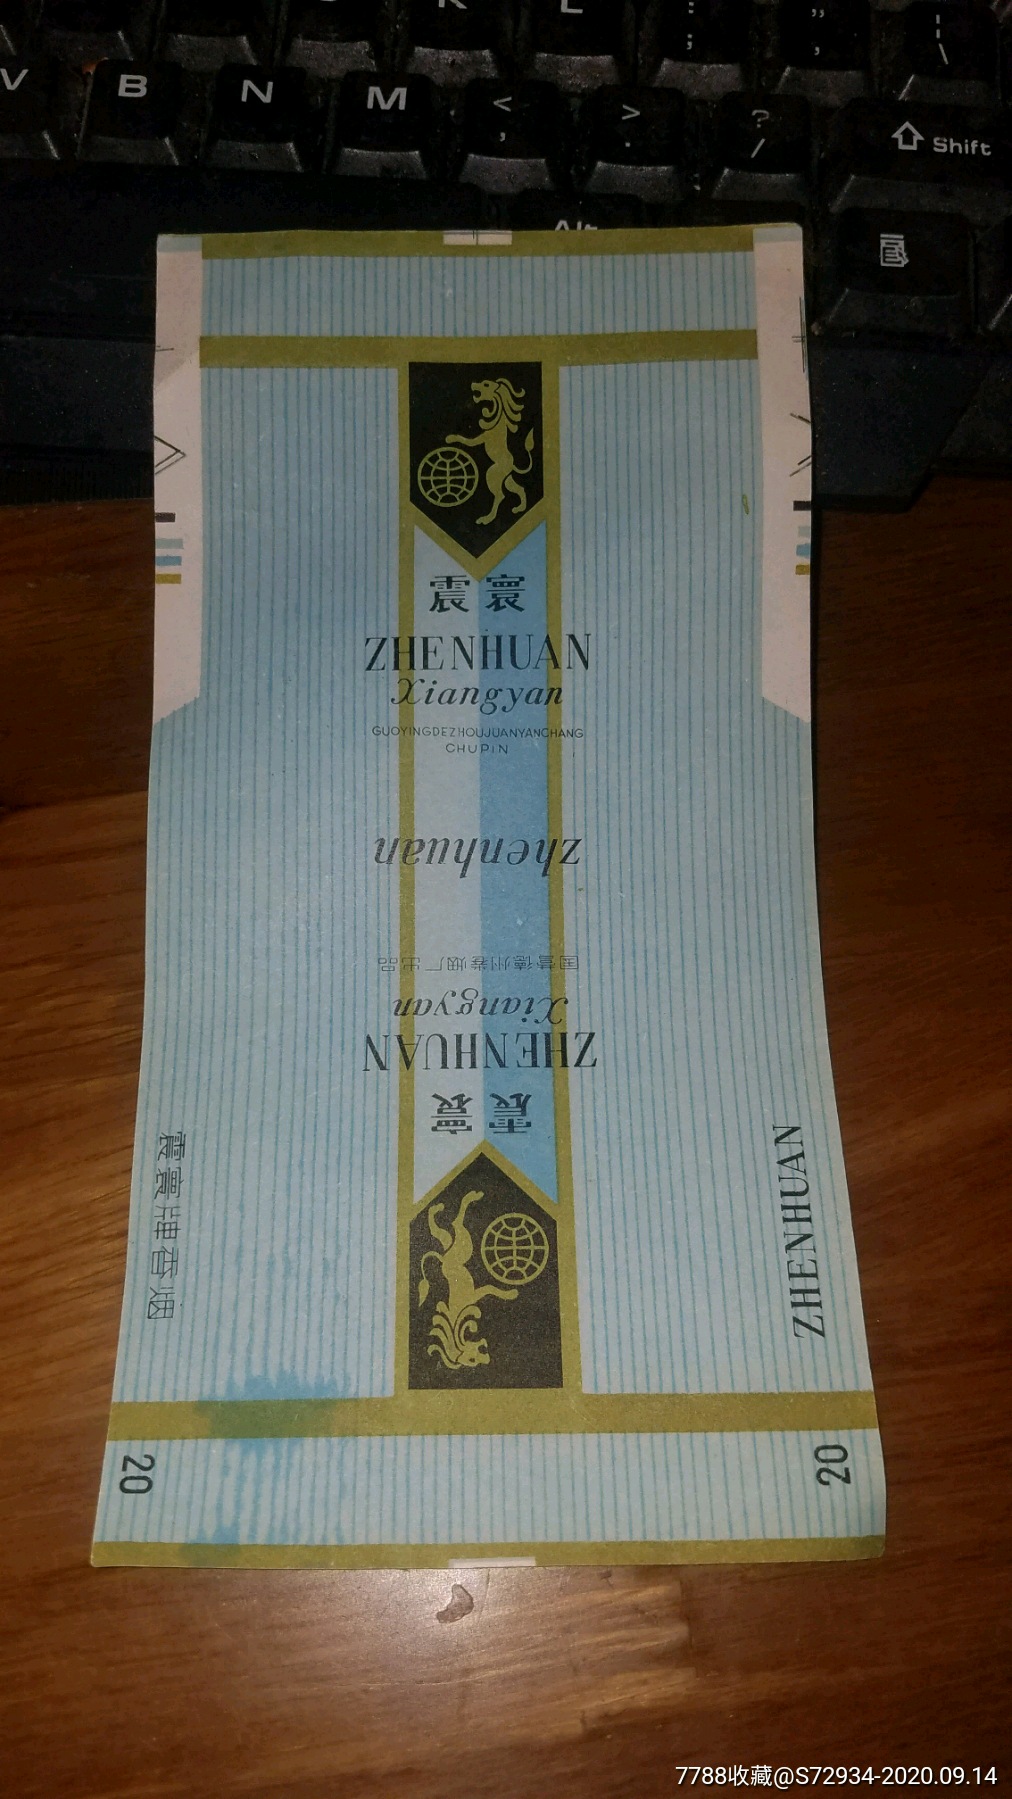 K L : ; " ,
| \
V B N M < , > . ? / Shift
Alt
震寰
ZHENHUAN
Xiangyan
GUOYINGDEZHOUJUANYANCHANG
CHUPIN
zhenhuan
国营德州卷烟厂出品
Xiangyan
ZHENHUAN
震寰
震寰牌香烟
ZHENHUAN
20
20
7788收藏@S72934-2020.09.14